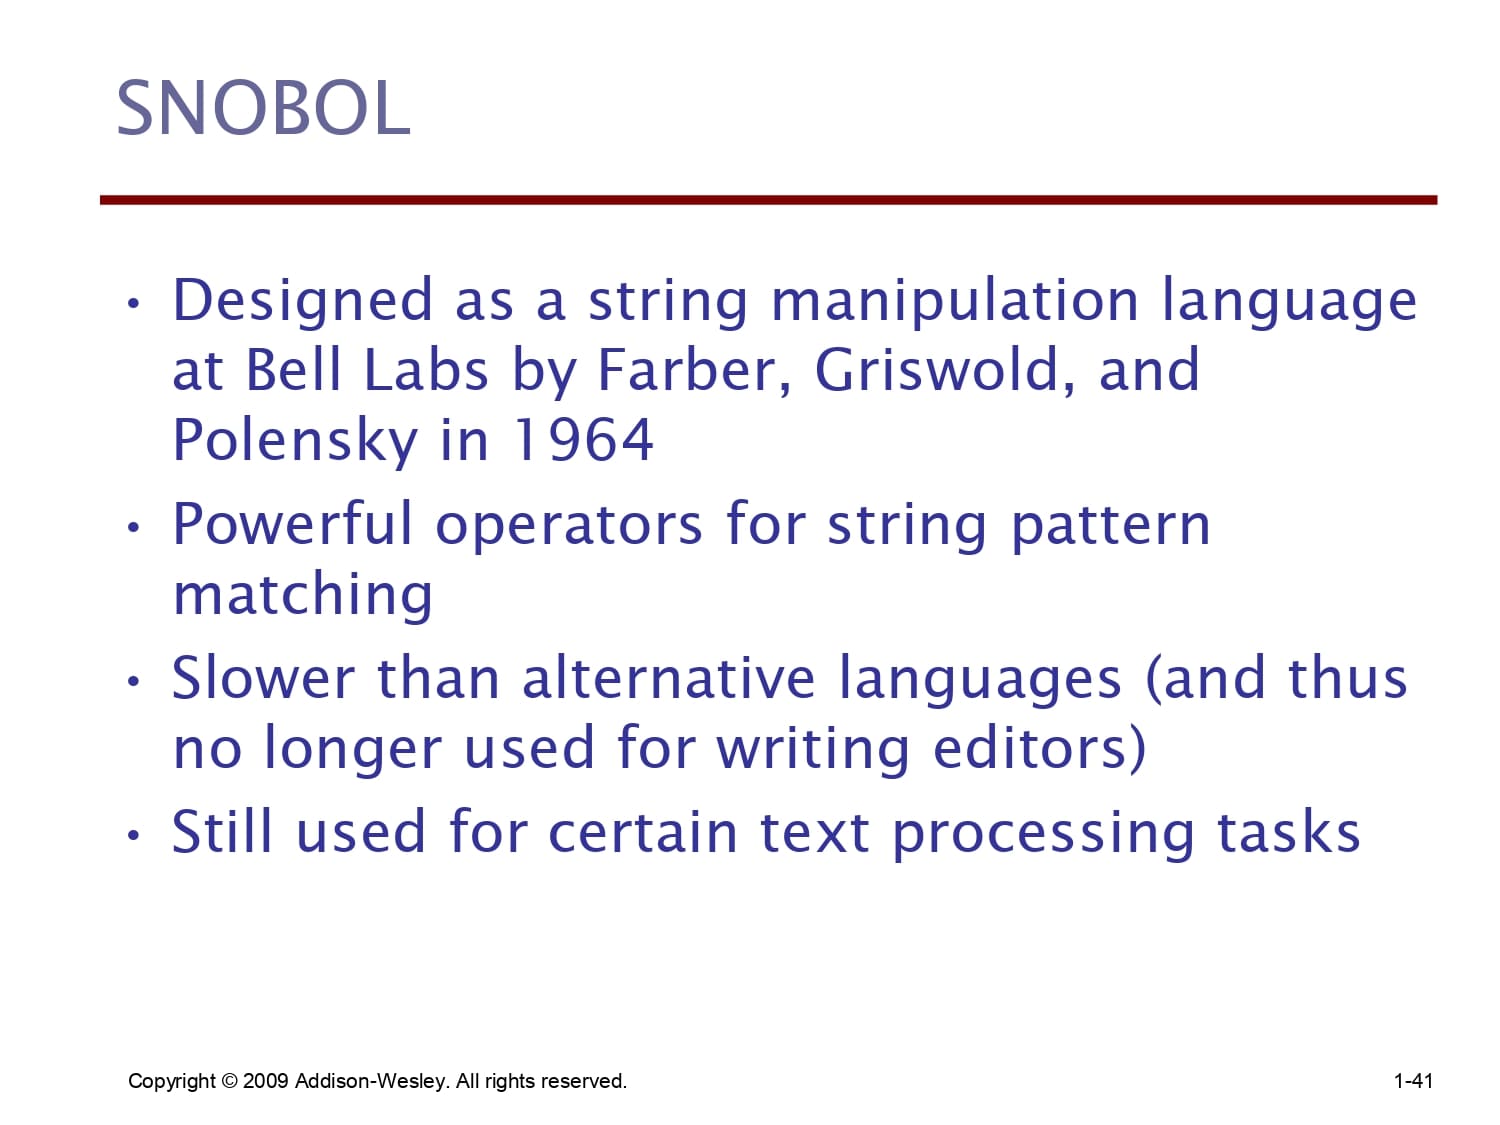 SNOBOL
• Designed as a string manipulation language
at Bell Labs by Farber, Griswold, and
Polensky in 1964
• Powerful operators for string pattern
matching
• Slower than alternative languages (and thus
no longer used for writing editors)
• Still used for certain text processing tasks
Copyright © 2009 Addison-Wesley. All rights reserved.
1-41